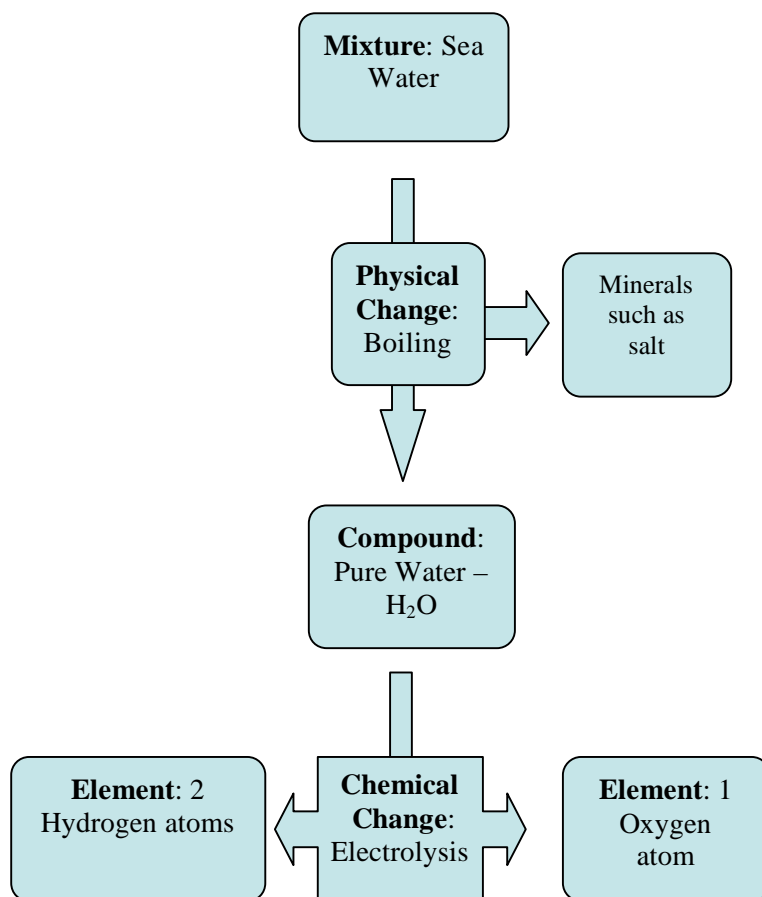 Mixture: Sea
Water
Physical
Change:
Boiling
Minerals
such as
salt
Compound:
Pure Water –
H₂O
Element: 2
Hydrogen atoms
Chemical
Change:
Electrolysis
Element: 1
Oxygen
atom